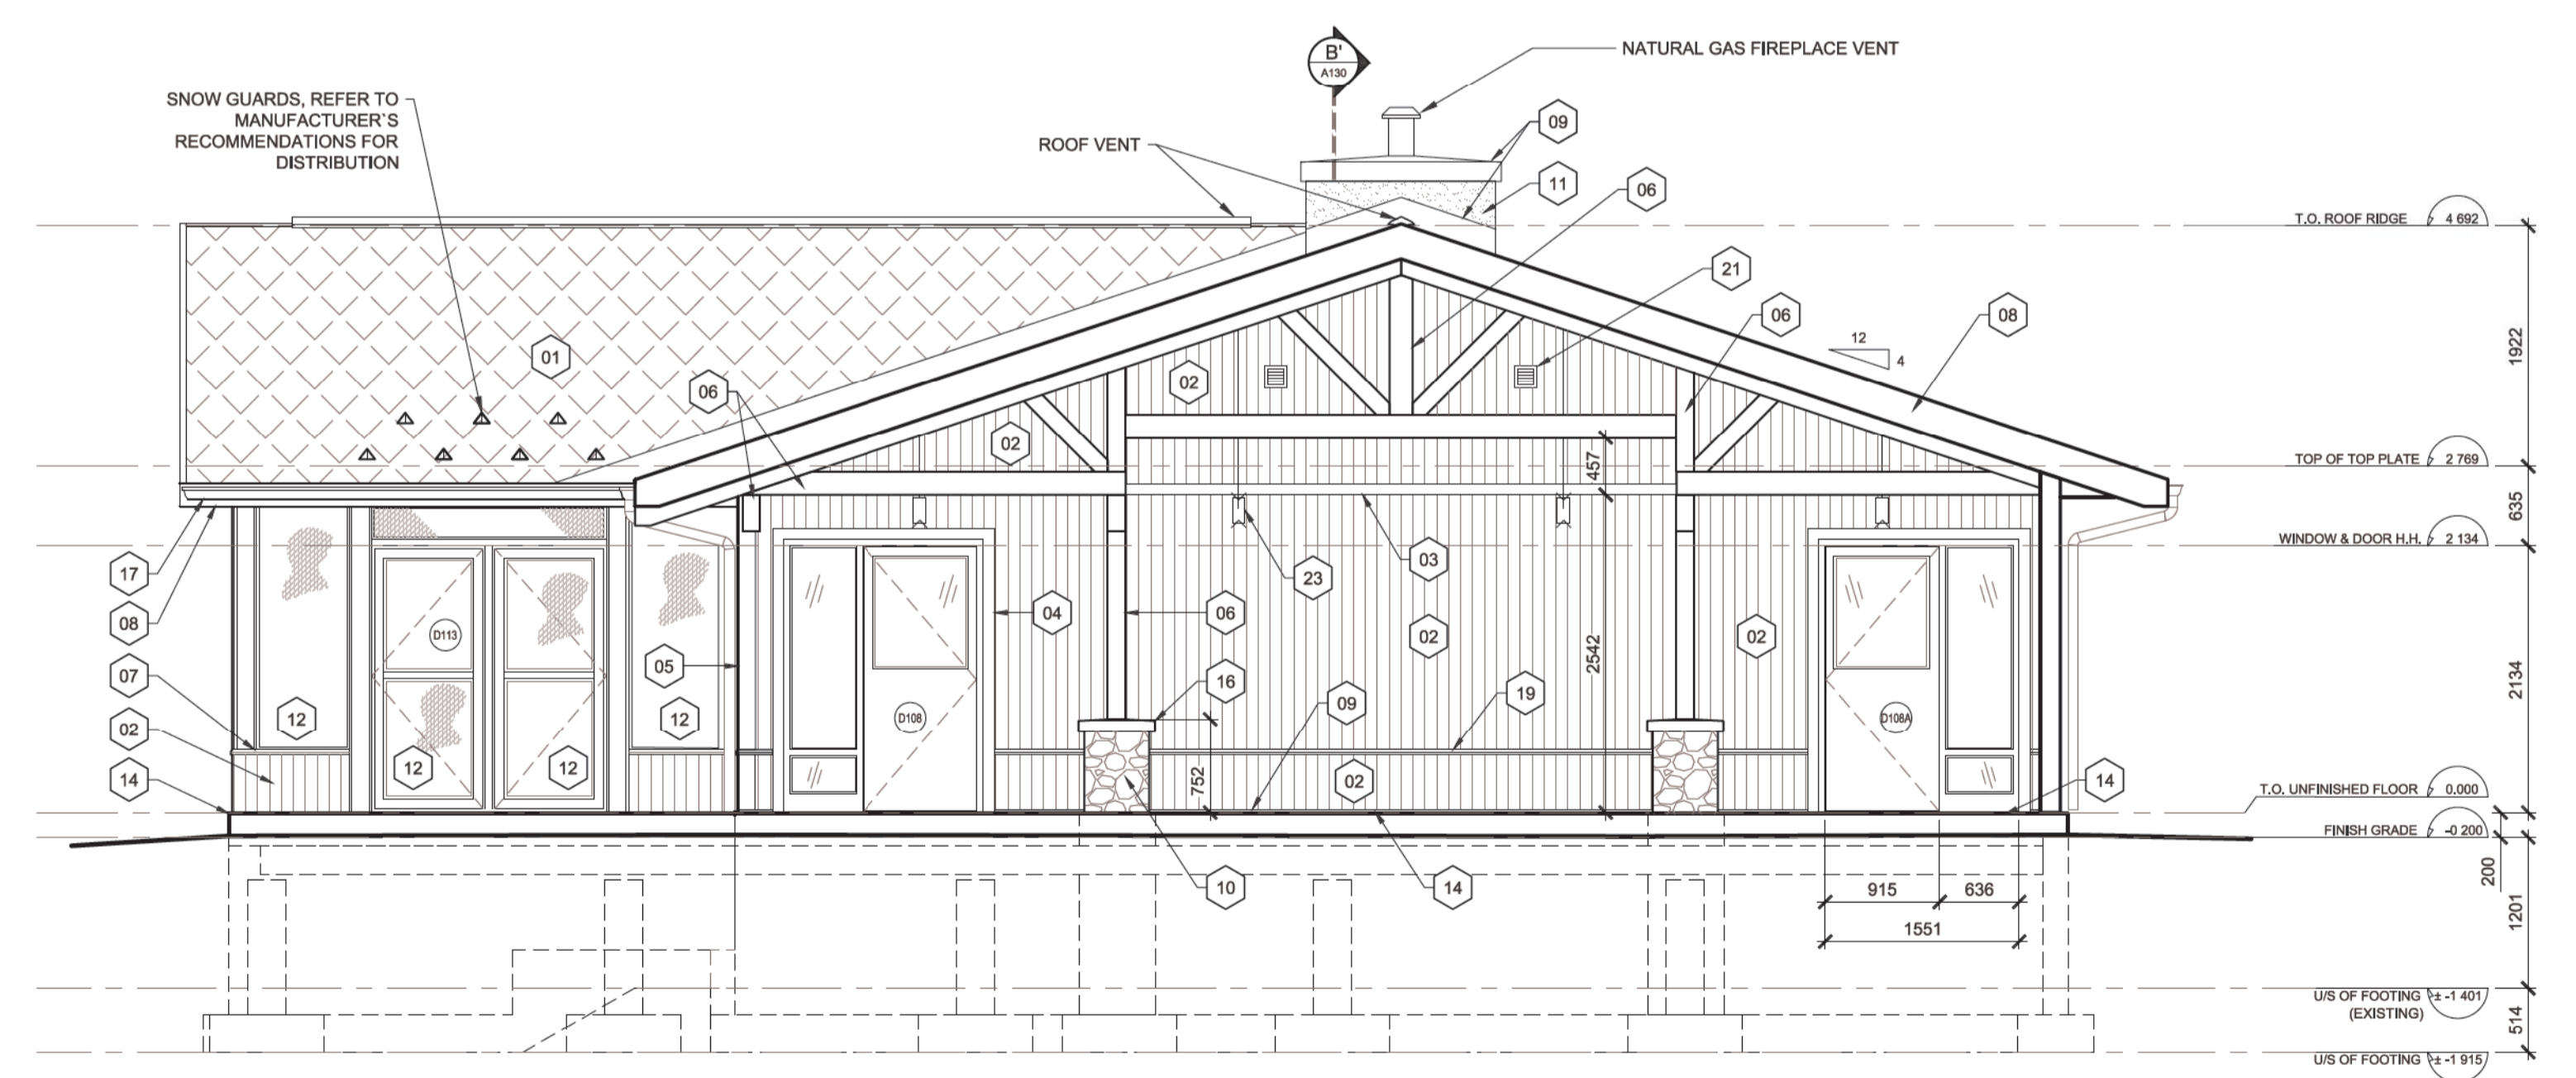 B'
A130
NATURAL GAS FIREPLACE VENT
SNOW GUARDS, REFER TO
MANUFACTURER`S
RECOMMENDATIONS FOR
DISTRIBUTION
ROOF VENT
09
11
06
T.O. ROOF RIDGE 4 692
21
06
08
12
4
1922
01
06
02
02
457
TOP OF TOP PLATE 2 769
635
WINDOW & DOOR H.H. 2 134
17
08
23
03
04
06
02
02
D113
05
2542
2134
07
16
19
09
12
12
D108
D108A
02
14
12
12
752
02
14
T.O. UNFINISHED FLOOR 0.000
FINISH GRADE -0 200
200
10
14
915
636
1551
1201
U/S OF FOOTING ± -1 401
(EXISTING)
514
U/S OF FOOTING ± -1 915